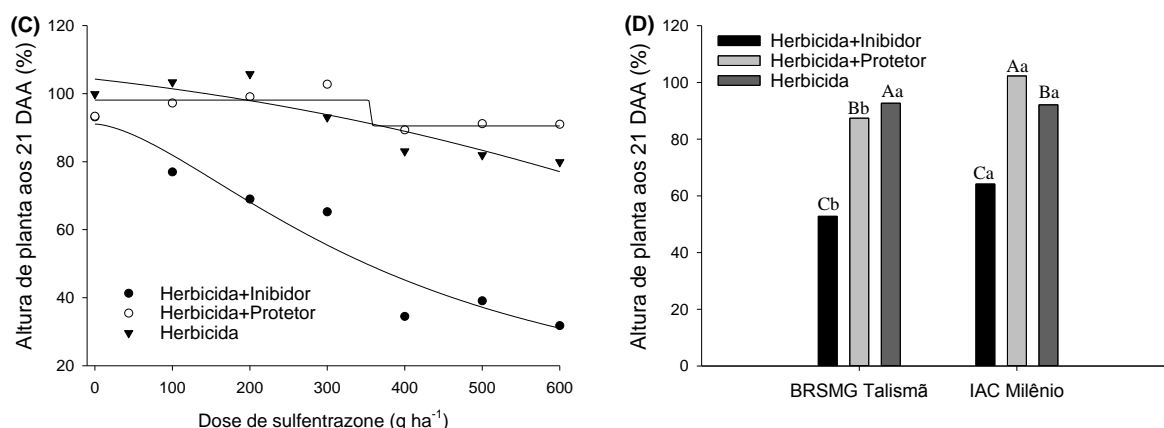 (C)
Altura de planta aos 21 DAA (%)
120
100
80
60
40
20
Herbicida+Inibidor
Herbicida+Protetor
Herbicida
0 100 200 300 400 500 600
Dose de sulfentrazone (g ha⁻¹)
(D)
Altura de planta aos 21 DAA (%)
120
100
80
60
40
20
0
Herbicida+Inibidor
Herbicida+Protetor
Herbicida
Cb Bb Aa Ca Aa Ba
BRSMG Talismã IAC Milênio